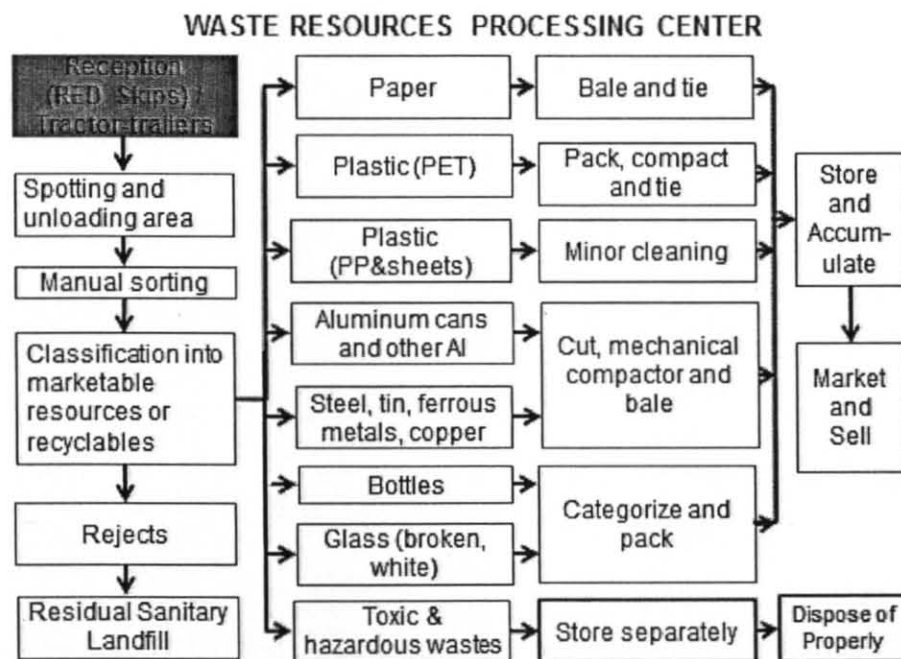 WASTE RESOURCES PROCESSING CENTER
Reception
(RED Skips) /
Tractor-trailers
Spotting and
unloading area
Manual sorting
Classification into
marketable
resources or
recyclables
Rejects
Residual Sanitary
Landfill
Paper
Plastic (PET)
Plastic
(PP&sheets)
Aluminum cans
and other Al
Steel, tin, ferrous
metals, copper
Bottles
Glass (broken,
white)
Toxic &
hazardous wastes
Bale and tie
Pack, compact
and tie
Minor cleaning
Cut, mechanical
compactor and
bale
Categorize and
pack
Store separately
Store
and
Accum-
ulate
Market
and
Sell
Dispose of
Properly